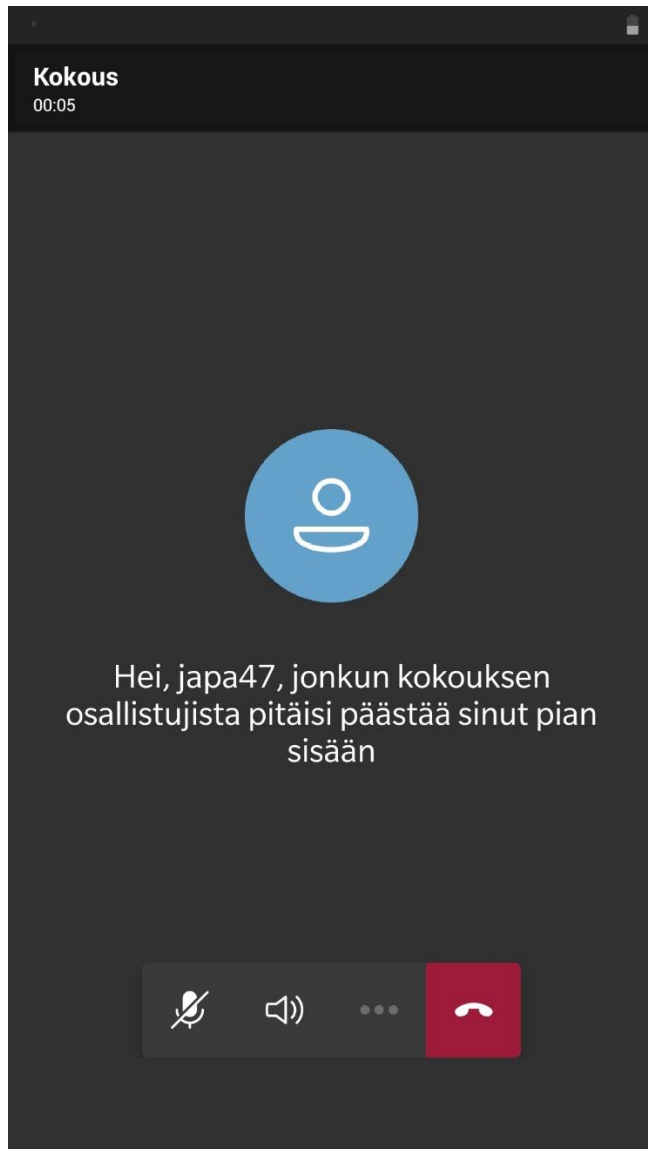 Kokous
00:05
Hei, japa47, jonkun kokouksen
osallistujista pitäisi päästää sinut pian
sisään